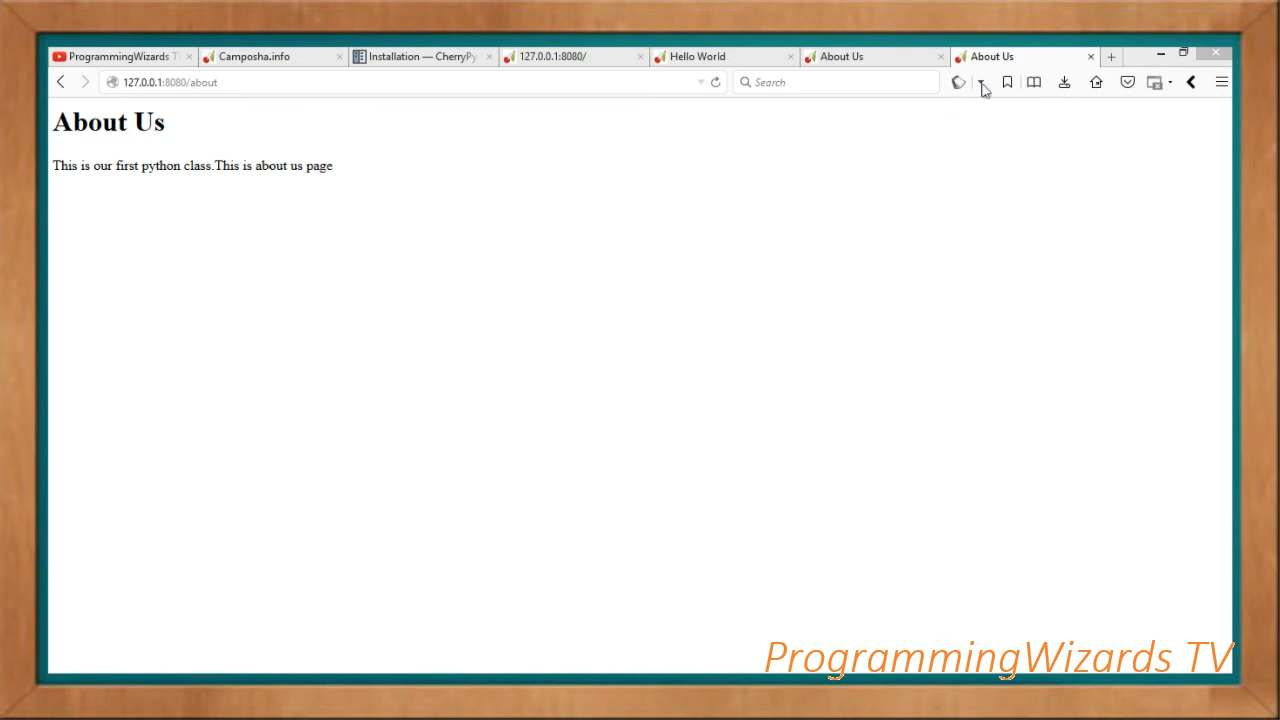 ProgrammingWizards T
Camposha.info
Installation — CherryPy
127.0.0.1:8080/
Hello World
About Us
About Us
127.0.0.1:8080/about
Search
About Us
This is our first python class.This is about us page
ProgrammingWizards TV